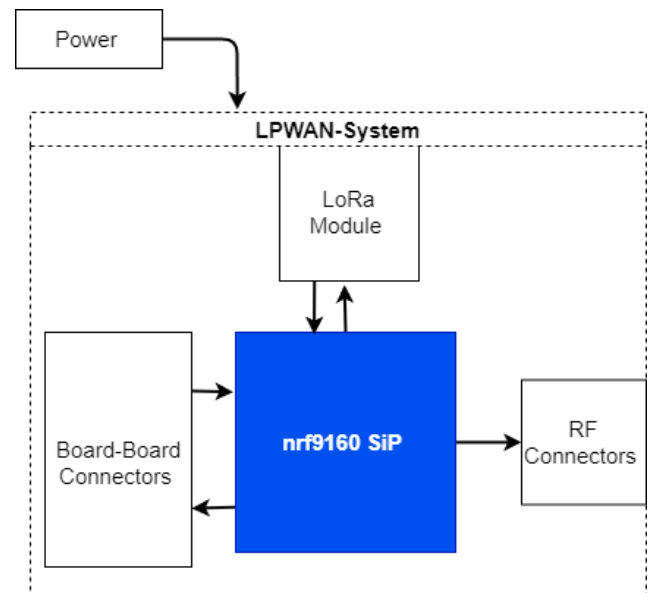 Power
LPWAN-System
LoRa
Module
Board-Board
Connectors
nrf9160 SiP
RF
Connectors